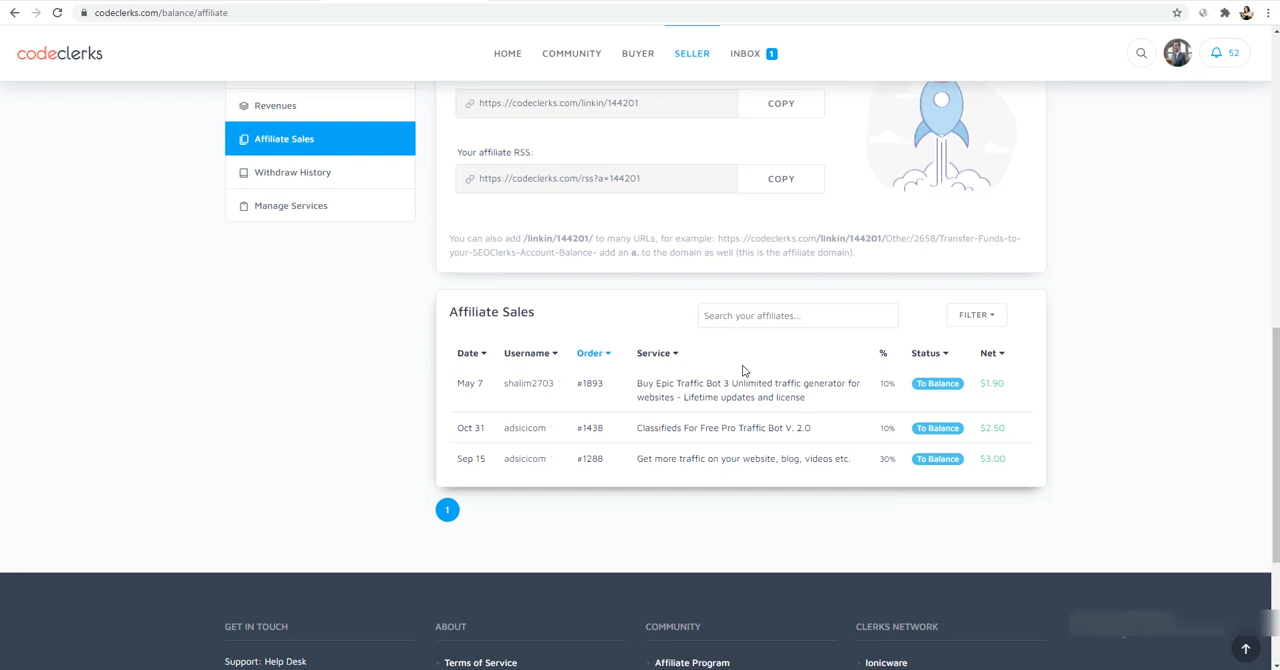 codeclerks.com/balance/affiliate
codeclerks
HOME COMMUNITY BUYER SELLER INBOX 1
52
Revenues
Affiliate Sales
Withdraw History
Manage Services
https://codeclerks.com/linkin/144201 COPY
Your affiliate RSS:
https://codeclerks.com/rss?a=144201 COPY
You can also add /linkin/144201/ to many URLs, for example: https://codeclerks.com/linkin/144201/Other/2658/Transfer-Funds-to-
your-SEOClerks-Account-Balance- add an a. to the domain as well (this is the affiliate domain).
Affiliate Sales Search your affiliates... FILTER
Date Username Order Service % Status Net
May 7 shalim2703 #1893 Buy Epic Traffic Bot 3 Unlimited traffic generator for 10% To Balance $1.90
websites - Lifetime updates and license
Oct 31 adsicicom #1438 Classifieds For Free Pro Traffic Bot V. 2.0 10% To Balance $2.50
Sep 15 adsicicom #1288 Get more traffic on your website, blog, videos etc. 30% To Balance $3.00
1
GET IN TOUCH ABOUT COMMUNITY CLERKS NETWORK
Support: Help Desk Terms of Service Affiliate Program Ionicware